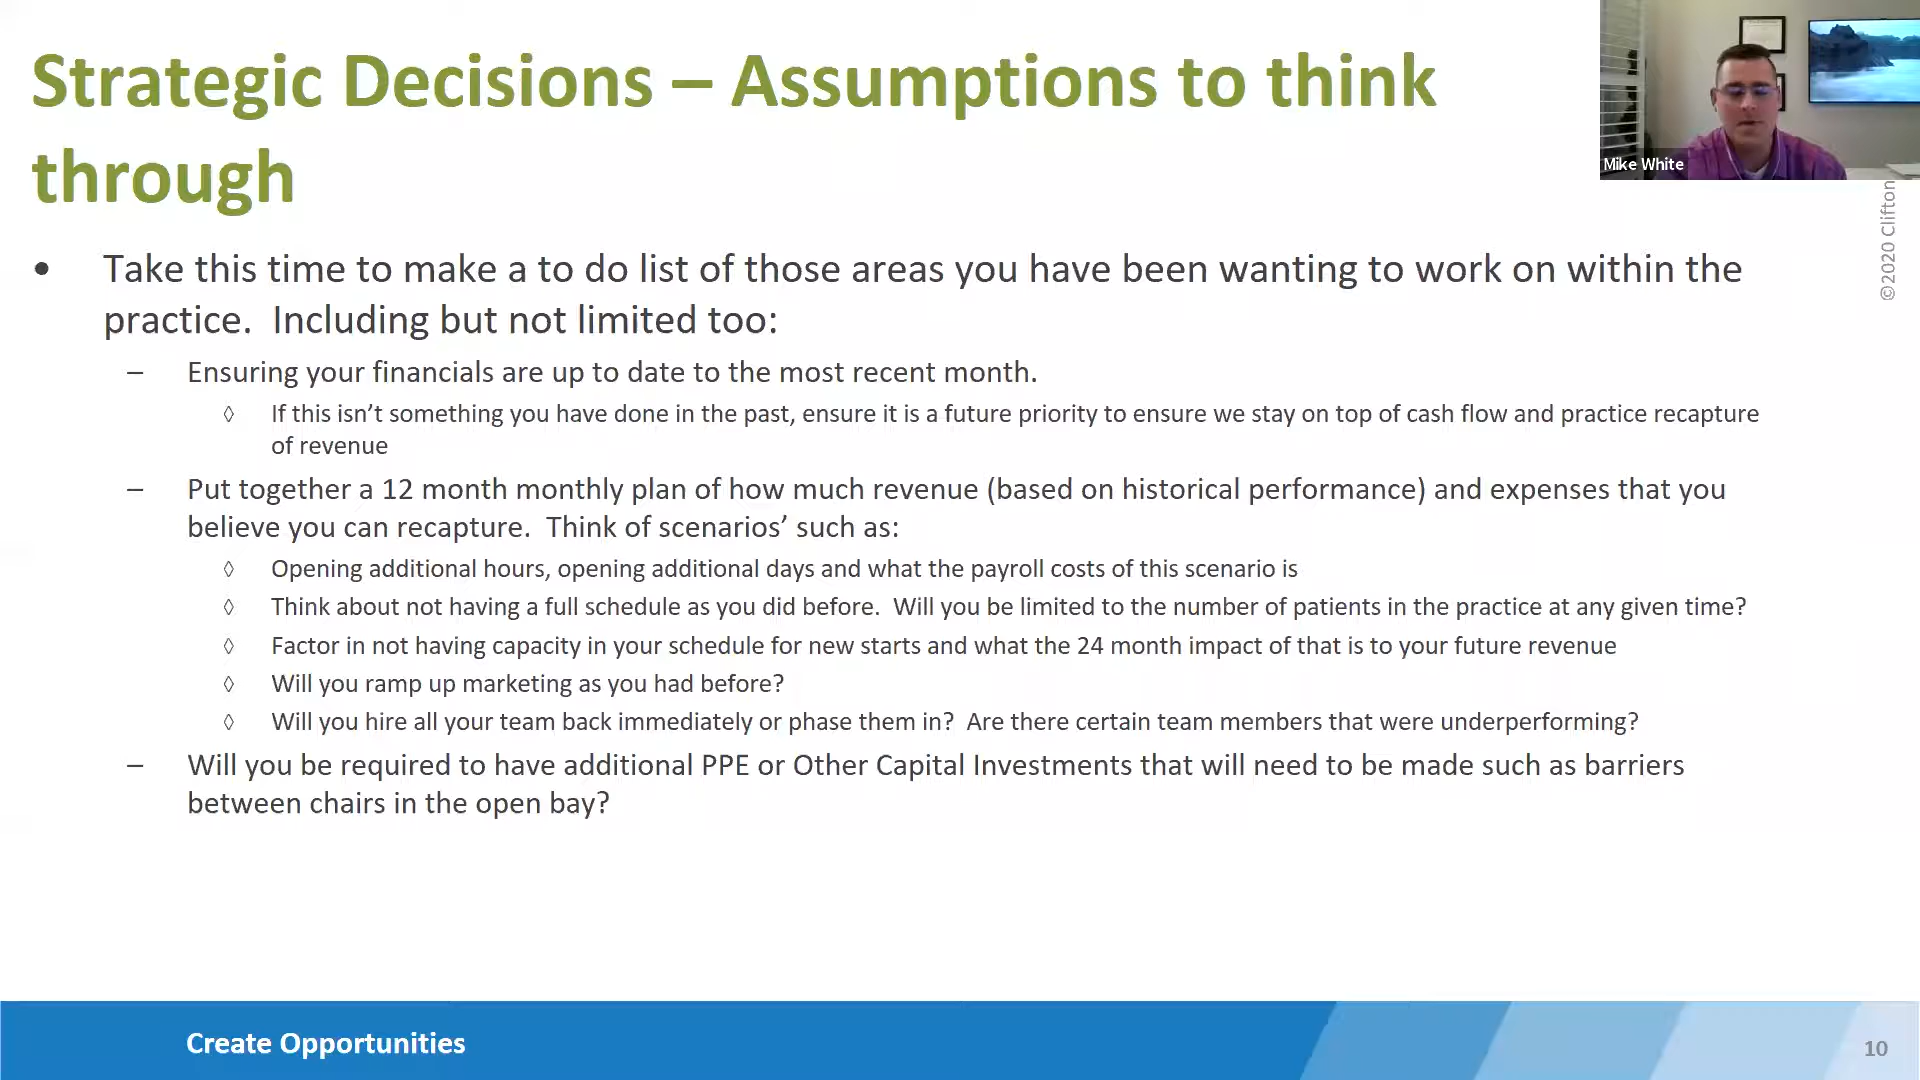 Strategic Decisions – Assumptions to think
through
Mike White
©2020 Clifton
• Take this time to make a to do list of those areas you have been wanting to work on within the
practice.  Including but not limited too:
– Ensuring your financials are up to date to the most recent month.
◊ If this isn’t something you have done in the past, ensure it is a future priority to ensure we stay on top of cash flow and practice recapture
of revenue
– Put together a 12 month monthly plan of how much revenue (based on historical performance) and expenses that you
believe you can recapture.  Think of scenarios’ such as:
◊ Opening additional hours, opening additional days and what the payroll costs of this scenario is
◊ Think about not having a full schedule as you did before.  Will you be limited to the number of patients in the practice at any given time?
◊ Factor in not having capacity in your schedule for new starts and what the 24 month impact of that is to your future revenue
◊ Will you ramp up marketing as you had before?
◊ Will you hire all your team back immediately or phase them in?  Are there certain team members that were underperforming?
– Will you be required to have additional PPE or Other Capital Investments that will need to be made such as barriers
between chairs in the open bay?
Create Opportunities
10